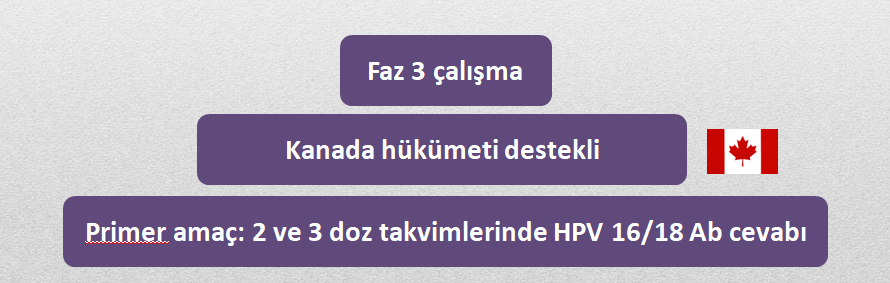 Faz 3 çalışma
Kanada hükümeti destekli
Primer amaç: 2 ve 3 doz takvimlerinde HPV 16/18 Ab cevabı